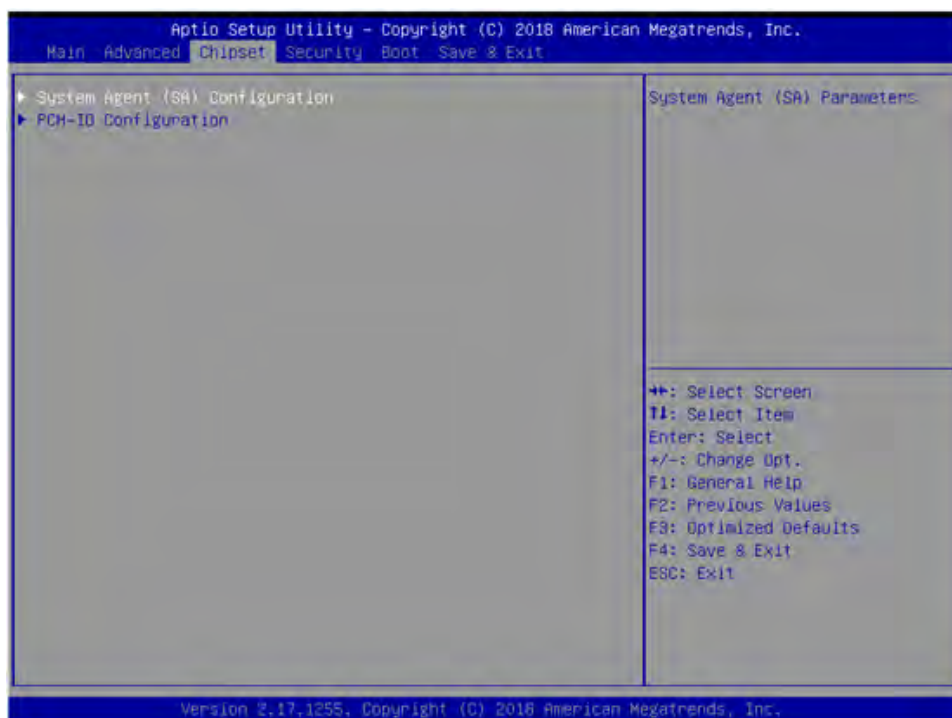 Aptio Setup Utility – Copyright (C) 2018 American Megatrends, Inc.
Main Advanced Chipset Security Boot Save & Exit
▶ System Agent (SA) Configuration
▶ PCH-IO Configuration
System Agent (SA) Parameters
→←: Select Screen
↑↓: Select Item
Enter: Select
+/-: Change Opt.
F1: General Help
F2: Previous Values
F3: Optimized Defaults
F4: Save & Exit
ESC: Exit
Version 2.17.1255. Copyright (C) 2018 American Megatrends, Inc.